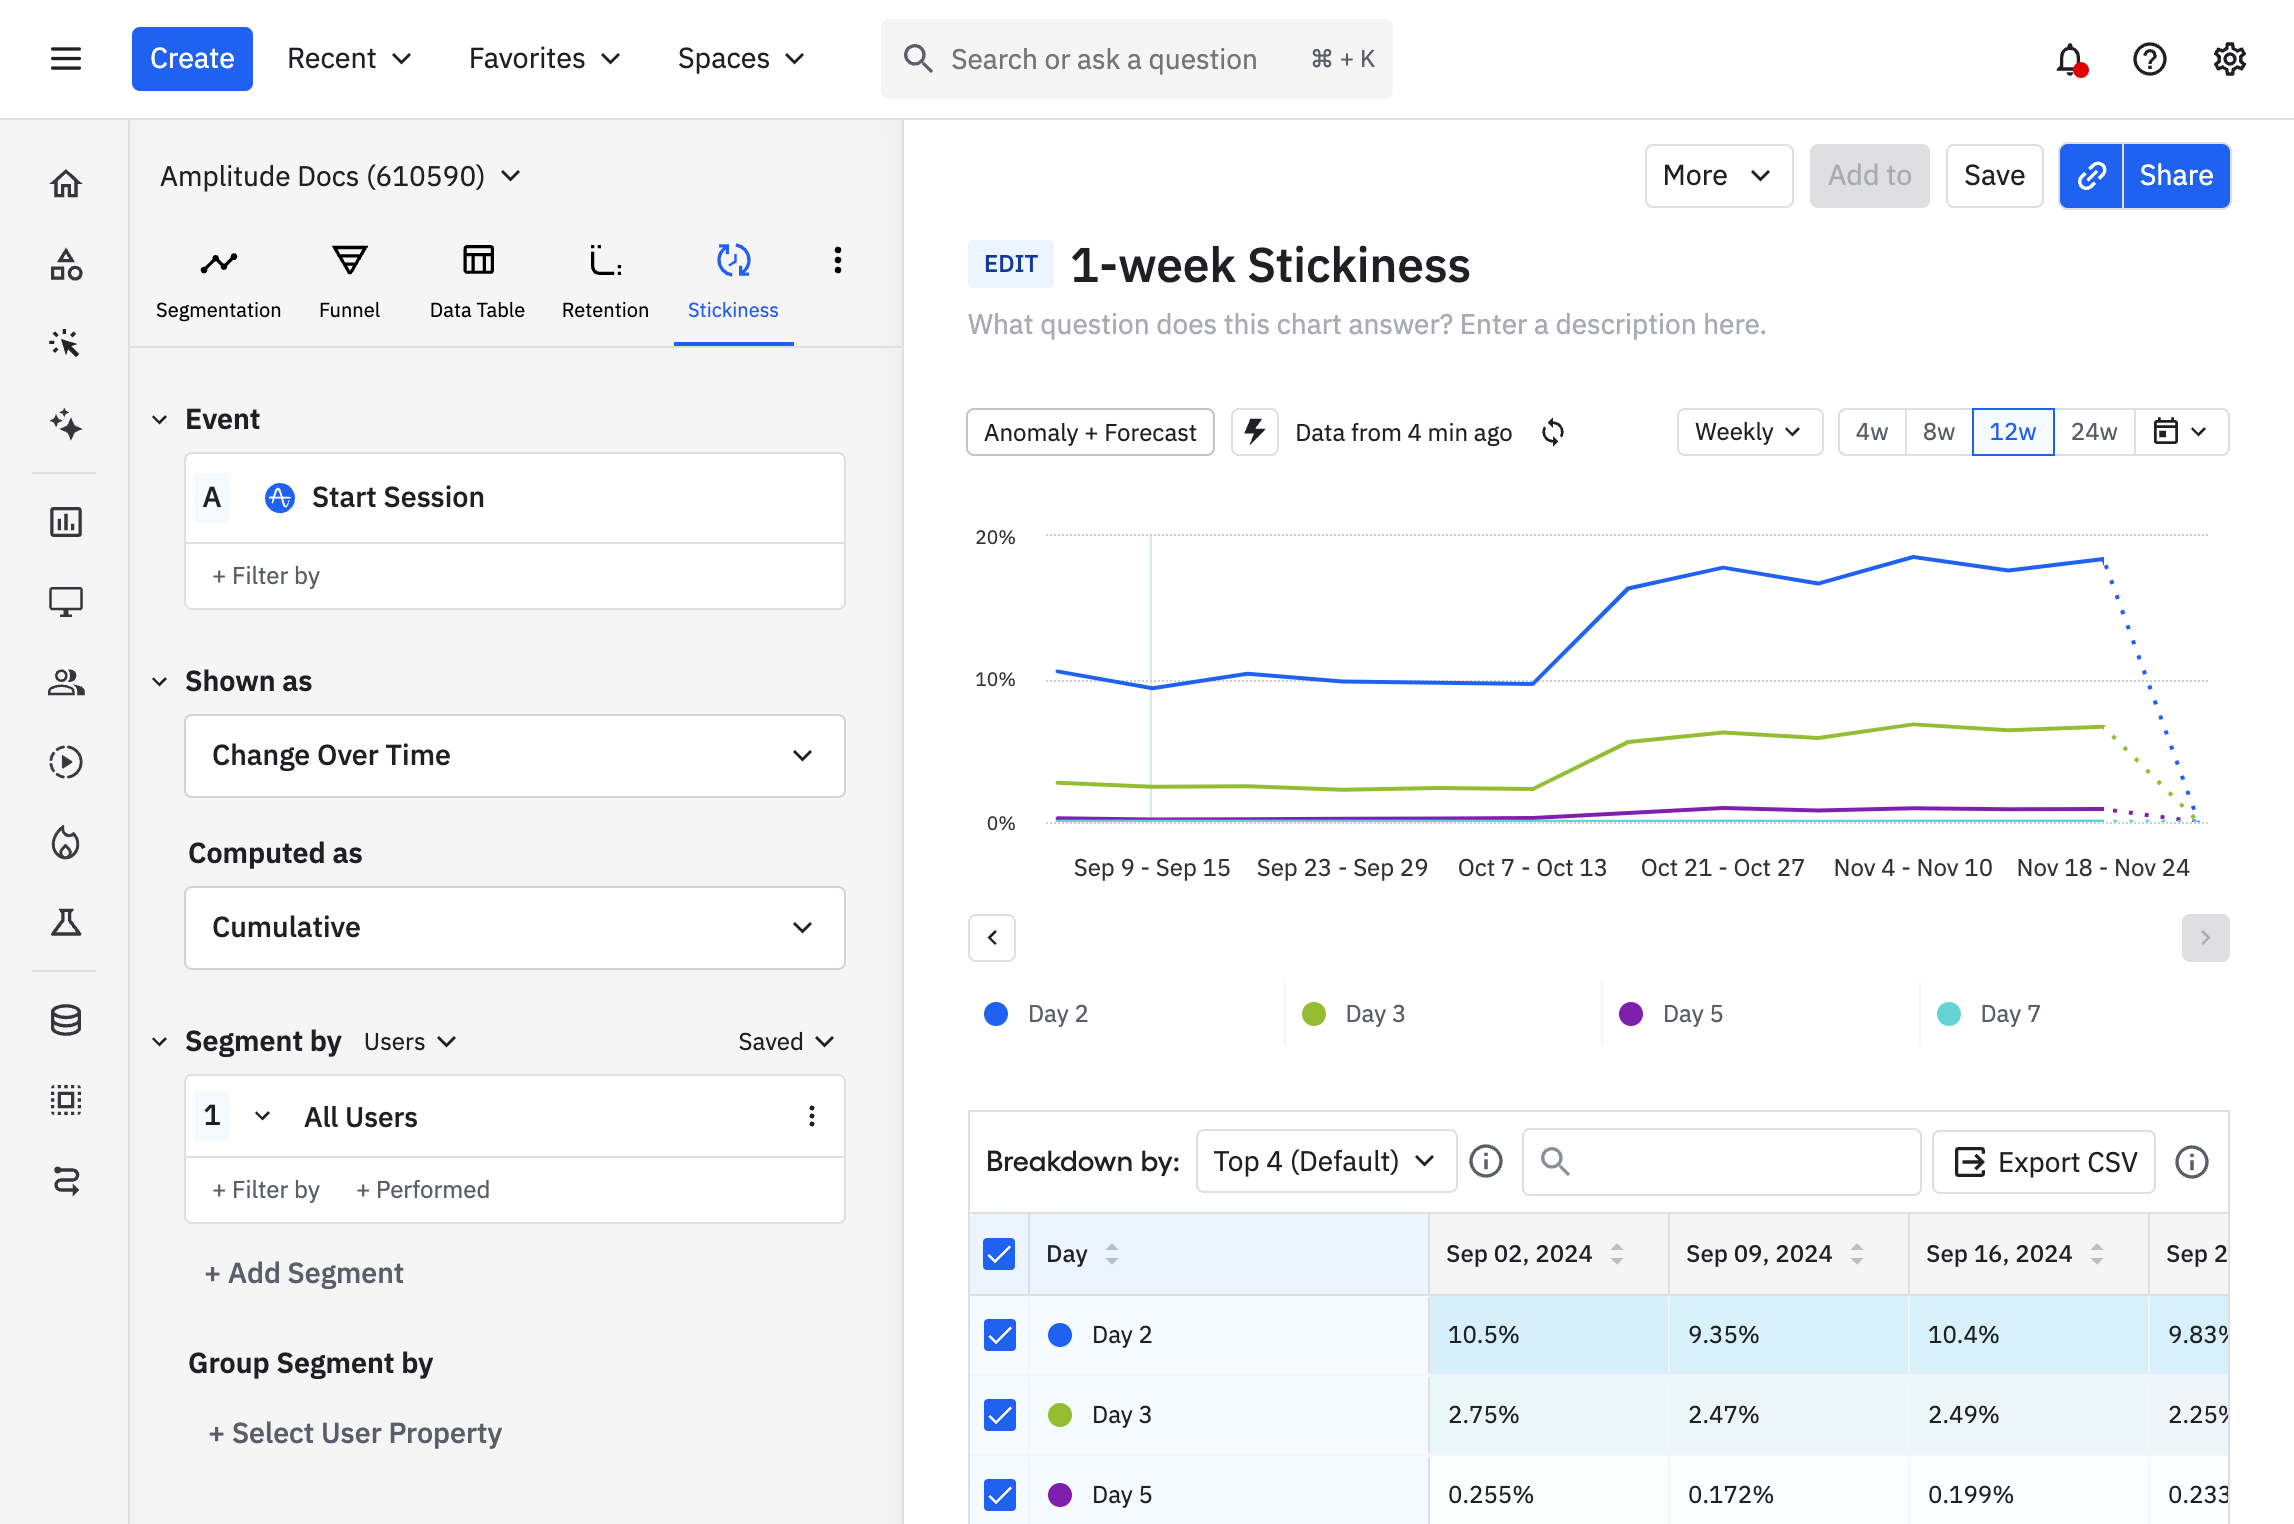 Create Recent Favorites Spaces Search or ask a question ⌘ + K
Amplitude Docs (610590)
Segmentation Funnel Data Table Retention Stickiness
Event
A Start Session
+ Filter by
Shown as
Change Over Time
Computed as
Cumulative
Segment by Users Saved
1 All Users
+ Filter by + Performed
+ Add Segment
Group Segment by
+ Select User Property
More Add to Save Share
EDIT 1-week Stickiness
What question does this chart answer? Enter a description here.
Anomaly + Forecast Data from 4 min ago Weekly 4w 8w 12w 24w
20%
10%
0%
Sep 9 - Sep 15 Sep 23 - Sep 29 Oct 7 - Oct 13 Oct 21 - Oct 27 Nov 4 - Nov 10 Nov 18 - Nov 24
Day 2 Day 3 Day 5 Day 7
Breakdown by: Top 4 (Default) Export CSV
Day Sep 02, 2024 Sep 09, 2024 Sep 16, 2024 Sep 2
Day 2 10.5% 9.35% 10.4% 9.83%
Day 3 2.75% 2.47% 2.49% 2.25%
Day 5 0.255% 0.172% 0.199% 0.233